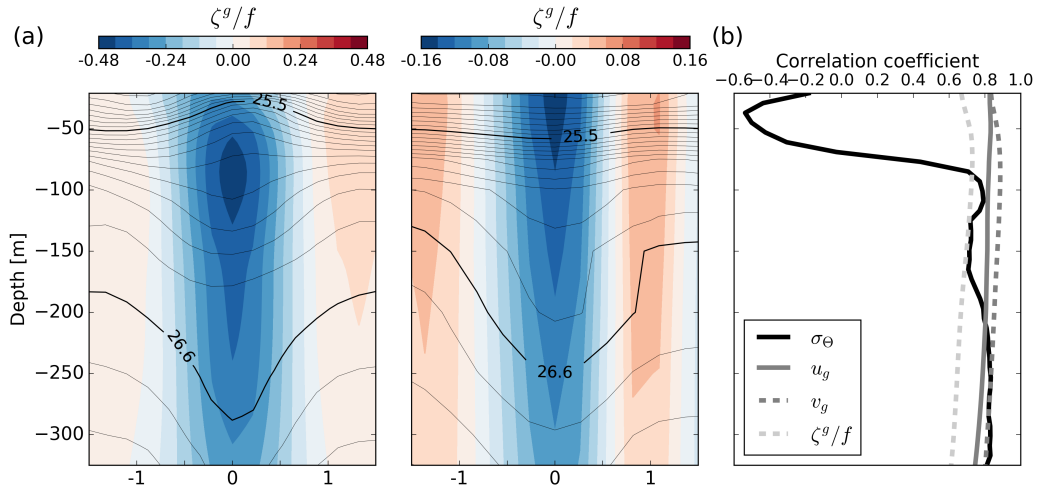 (a)
ζ^g/f
-0.48 -0.24 0.00 0.24 0.48
ζ^g/f
-0.16 -0.08 -0.00 0.08 0.16
(b)
Correlation coefficient
-0.6 -0.4 -0.2 0.0 0.2 0.4 0.6 0.8 1.0
Depth [m]
−50
−100
−150
−200
−250
−300
25.5
26.6
-1 0 1
25.5
26.6
-1 0 1
σ_Θ
u_g
v_g
ζ^g/f